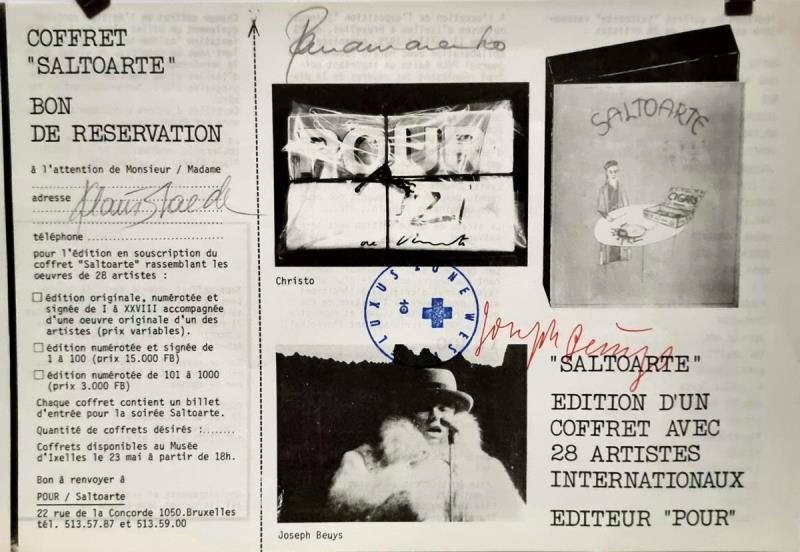 COFFRET
"SALTOARTE"
BON
DE RESERVATION
à l'attention de Monsieur / Madame
adresse Klaus Staeck
téléphone
pour l'édition en souscription du
coffret "Saltoarte" rassemblant les
oeuvres de 28 artistes :
édition originale, numérotée et
signée de I à XXVIII accompagnée
d'une oeuvre originale d'un des
artistes (prix variables).
édition numérotée et signée de
1 à 100 (prix 15.000 FB)
édition numérotée de 101 à 1000
(prix 3.000 FB)
Chaque coffret contient un billet
d'entrée pour la soirée Saltoarte.
Quantité de coffrets désirés :........
Coffrets disponibles au Musée
d'Ixelles le 23 mai à partir de 18h.
Bon à renvoyer à
POUR / Saltoarte
22 rue de la Concorde 1050.Bruxelles
tél. 513.57.87 et 513.59.00
Panamarenko
POUR
Christo
LUXUS ZONE WEST
Joseph Beuys
Joseph Beuys
SALTOARTE
CIGARS
"SALTOARTE"
EDITION D'UN
COFFRET AVEC
28 ARTISTES
INTERNATIONAUX
EDITEUR "POUR"